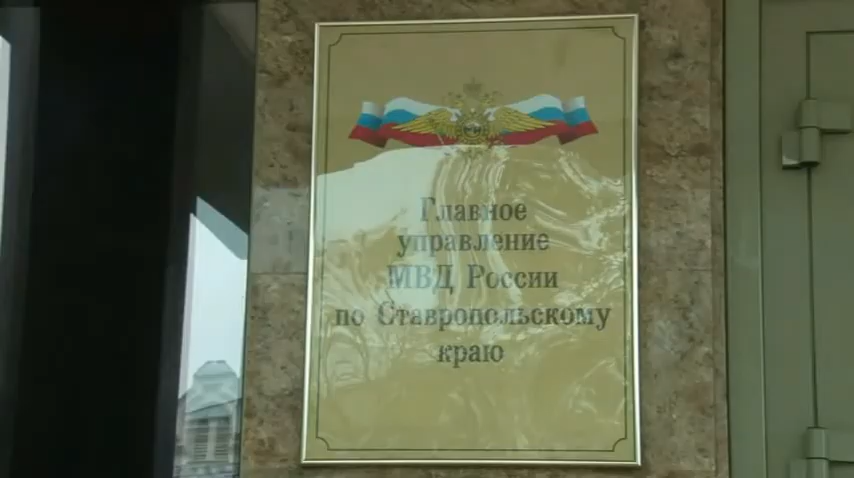 Главное
управление
МВД России
по Ставропольскому
краю